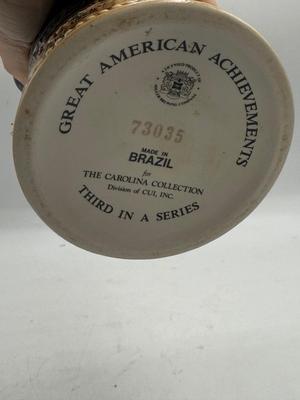 GREAT AMERICAN ACHIEVEMENTS
73035
MADE IN
BRAZIL
for
THE CAROLINA COLLECTION
Division of CUI, INC.
THIRD IN A SERIES